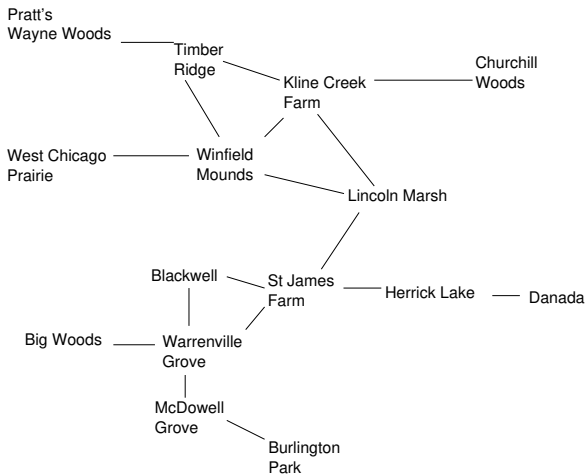 Pratt's
Wayne Woods
Timber
Ridge
Kline Creek
Farm
Churchill
Woods
West Chicago
Prairie
Winfield
Mounds
Lincoln Marsh
Blackwell
St James
Farm
Herrick Lake
Danada
Big Woods
Warrenville
Grove
McDowell
Grove
Burlington
Park